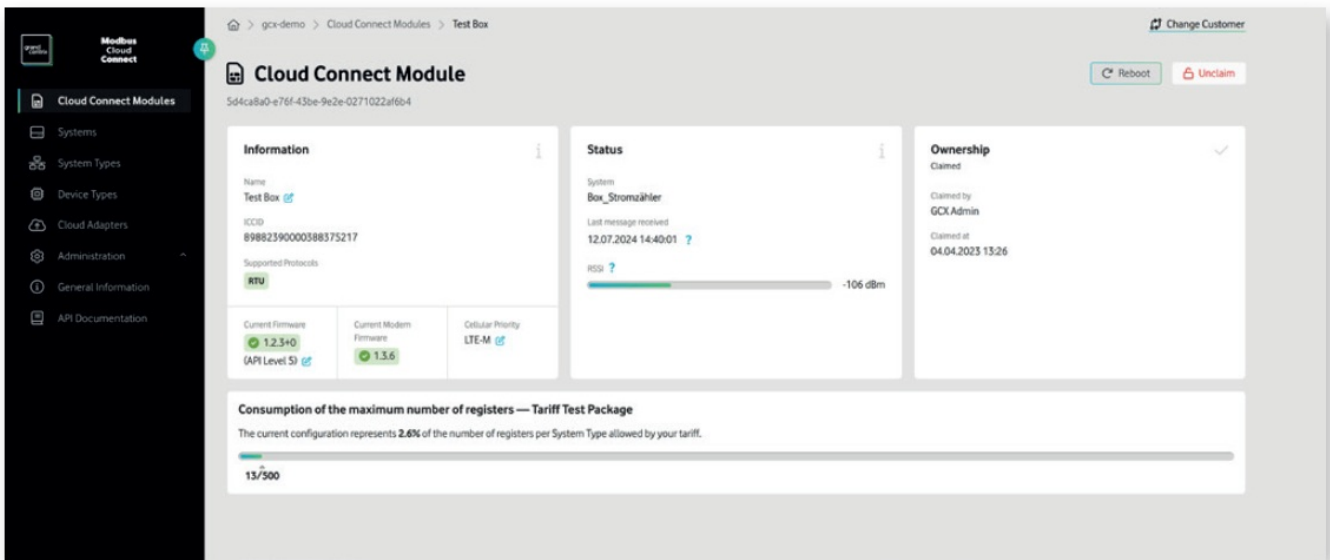 gcx-demo > Cloud Connect Modules > Test Box
Change Customer
grand
centrix
Modbus
Cloud
Connect
Cloud Connect Module
Reboot
Unclaim
5d4ca8a0-e76f-43be-9e2e-0271022af6b4
Cloud Connect Modules
Systems
System Types
Device Types
Cloud Adapters
Administration
General Information
API Documentation
Information
Name
Test Box
ICCID
89882390000388375217
Supported Protocols
RTU
Current Firmware
1.2.3+0
(API Level 5)
Current Modem
Firmware
1.3.6
Cellular Priority
LTE-M
Status
System
Box_Stromzähler
Last message received
12.07.2024 14:40:01 ?
RSSI ?
-106 dBm
Ownership
Claimed
Claimed by
GCX Admin
Claimed at
04.04.2023 13:26
Consumption of the maximum number of registers — Tariff Test Package
The current configuration represents 2.6% of the number of registers per System Type allowed by your tariff.
13/500